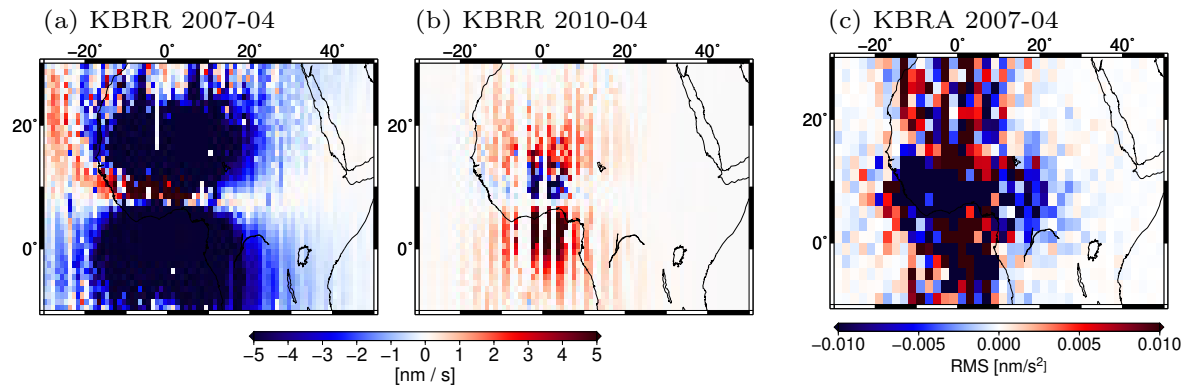 (a) KBRR 2007-04
(b) KBRR 2010-04
(c) KBRA 2007-04
−20˚ 0˚ 20˚ 40˚
−20˚ 0˚ 20˚ 40˚
−20˚ 0˚ 20˚ 40˚
20˚
0˚
20˚
0˚
20˚
0˚
−5 −4 −3 −2 −1 0 1 2 3 4 5
[nm / s]
−0.010 −0.005 0.000 0.005 0.010
RMS [nm/s²]